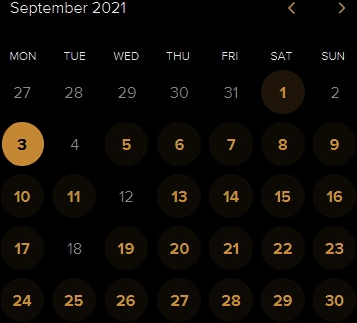 September 2021
MON TUE WED THU FRI SAT SUN
27 28 29 30 31 1 2
3 4 5 6 7 8 9
10 11 12 13 14 15 16
17 18 19 20 21 22 23
24 25 26 27 28 29 30